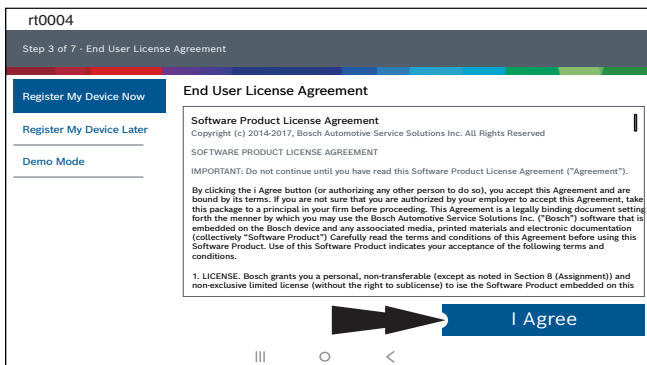 rt0004
Step 3 of 7 - End User License Agreement
Register My Device Now
Register My Device Later
Demo Mode
End User License Agreement
Software Product License Agreement
Copyright (c) 2014-2017, Bosch Automotive Service Solutions Inc. All Rights Reserved
SOFTWARE PRODUCT LICENSE AGREEMENT
IMPORTANT: Do not continue until you have read this Software Product License Agreement ("Agreement").
By clicking the i Agree button (or authorizing any other person to do so), you accept this Agreement and are
bound by its terms. If you are not sure that you are authorized by your employer to accept this Agreement, take
this package to a principal in your firm before proceeding. This Agreement is a legally binding document setting
forth the menner by which you may use the Bosch Automotive Service Solutions Inc. ("Bosch") software that is
embedded on the Bosch device and any assoociated media, printed materials and electronic documentation
(collectively "Software Product") Carefully read the terms and conditions of this Agreement before using this
Software Product. Use of this Software Product indicates your acceptance of the following terms and
conditions.
1. LICENSE. Bosch grants you a personal, non-transferable (except as noted in Section 8 (Assignment)) and
non-exclusive limited license (without the right to sublicense) to ise the Software Product embedded on this
I Agree